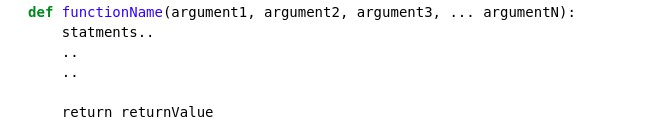 def functionName(argument1, argument2, argument3, ... argumentN):
    statments..
    ..
    ..
    return returnValue